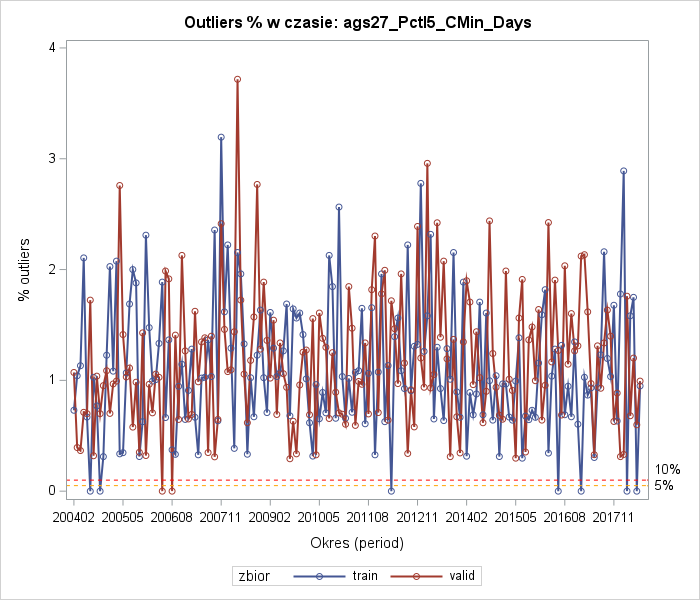 Outliers % w czasie: ags27_Pctl5_CMin_Days
% outliers
4
3
2
1
0
10%
5%
200402 200505 200608 200711 200902 201005 201108 201211 201402 201505 201608 201711
Okres (period)
zbior train valid